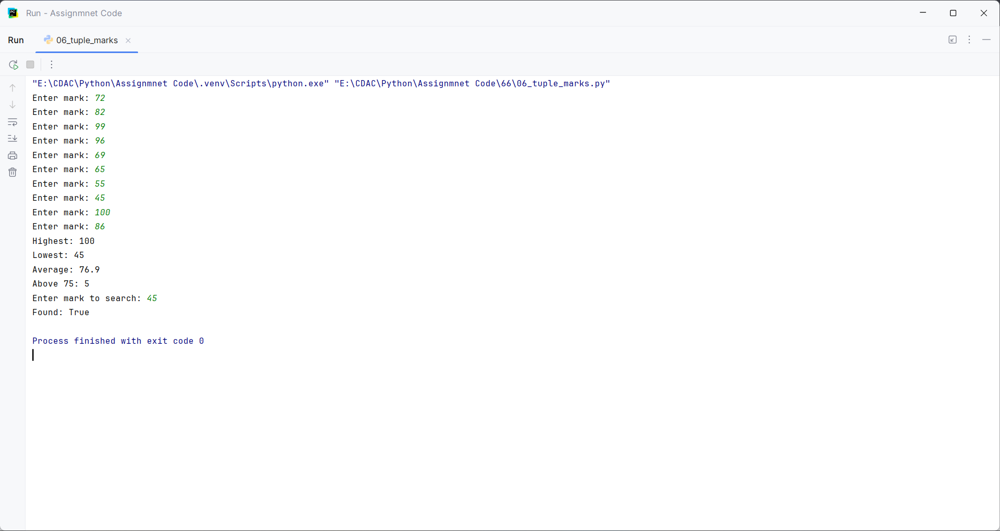 Run - Assignmnet Code
Run
06_tuple_marks
"E:\CDAC\Python\Assignmnet Code\.venv\Scripts\python.exe" "E:\CDAC\Python\Assignmnet Code\66\06_tuple_marks.py"
Enter mark: 72
Enter mark: 82
Enter mark: 99
Enter mark: 96
Enter mark: 69
Enter mark: 65
Enter mark: 55
Enter mark: 45
Enter mark: 100
Enter mark: 86
Highest: 100
Lowest: 45
Average: 76.9
Above 75: 5
Enter mark to search: 45
Found: True
Process finished with exit code 0